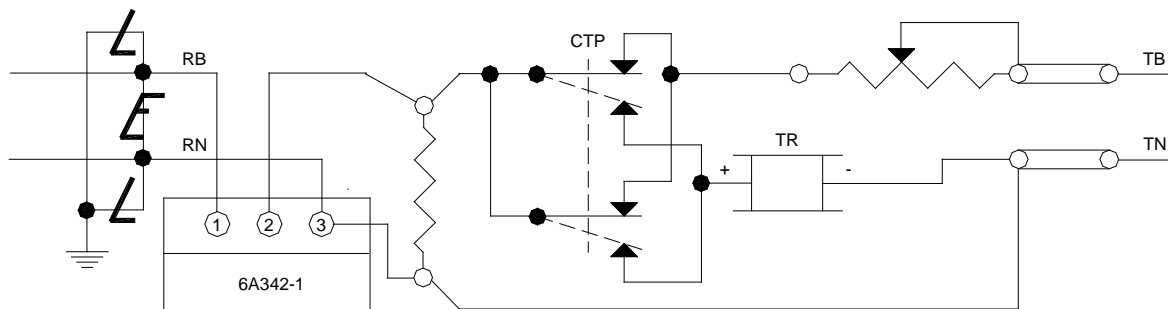 CTP
RB
TB
RN
TR
TN
+
-
1
2
3
6A342-1